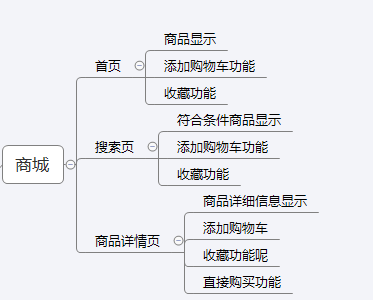 商城
首页
商品显示
添加购物车功能
收藏功能
搜索页
符合条件商品显示
添加购物车功能
收藏功能
商品详情页
商品详细信息显示
添加购物车
收藏功能呢
直接购买功能